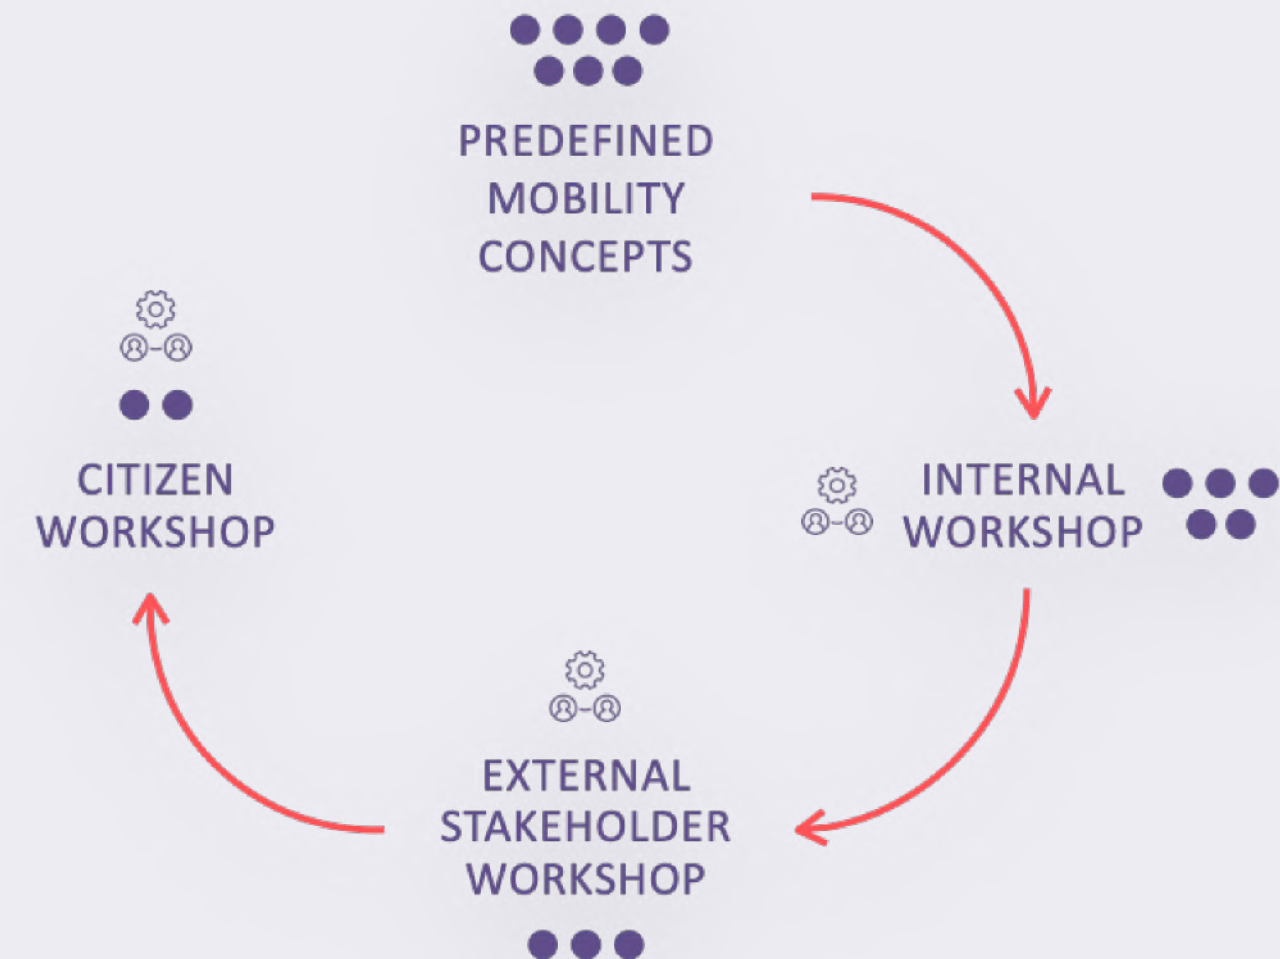 PREDEFINED
MOBILITY
CONCEPTS
INTERNAL
WORKSHOP
EXTERNAL
STAKEHOLDER
WORKSHOP
CITIZEN
WORKSHOP